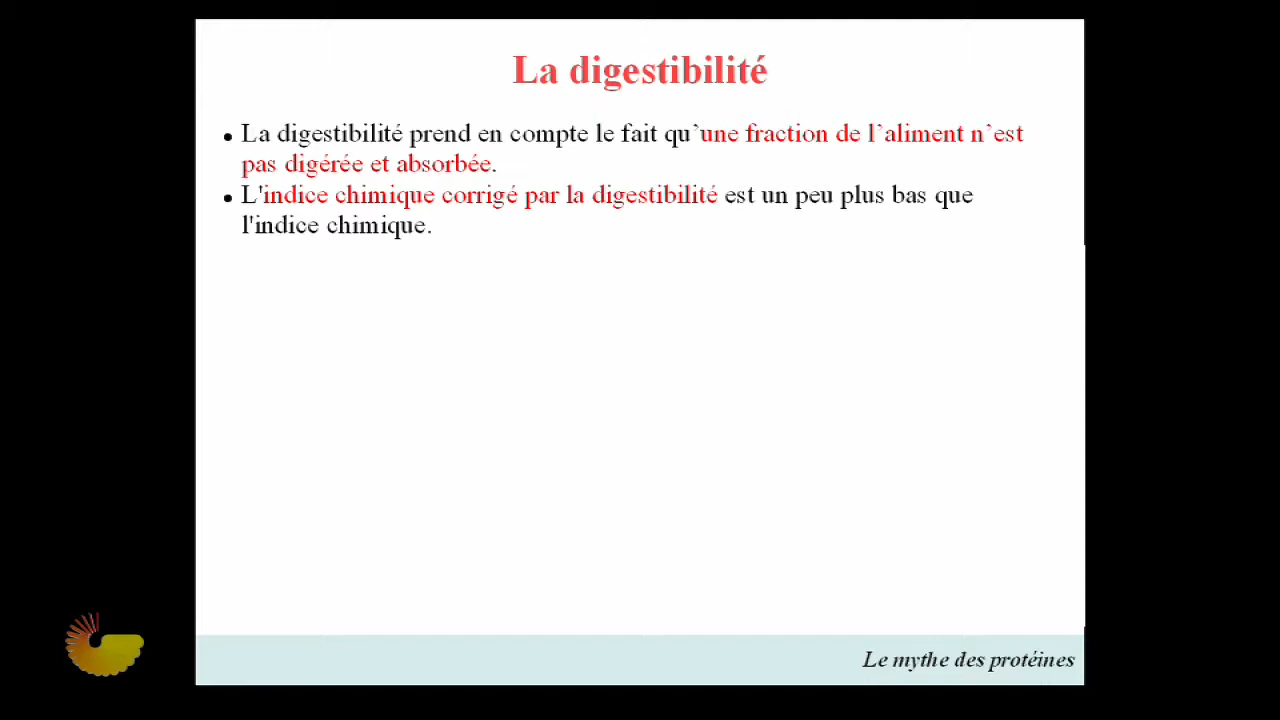 La digestibilité
• La digestibilité prend en compte le fait qu’une fraction de l’aliment n’est
pas digérée et absorbée.
• L'indice chimique corrigé par la digestibilité est un peu plus bas que
l'indice chimique.
Le mythe des protéines